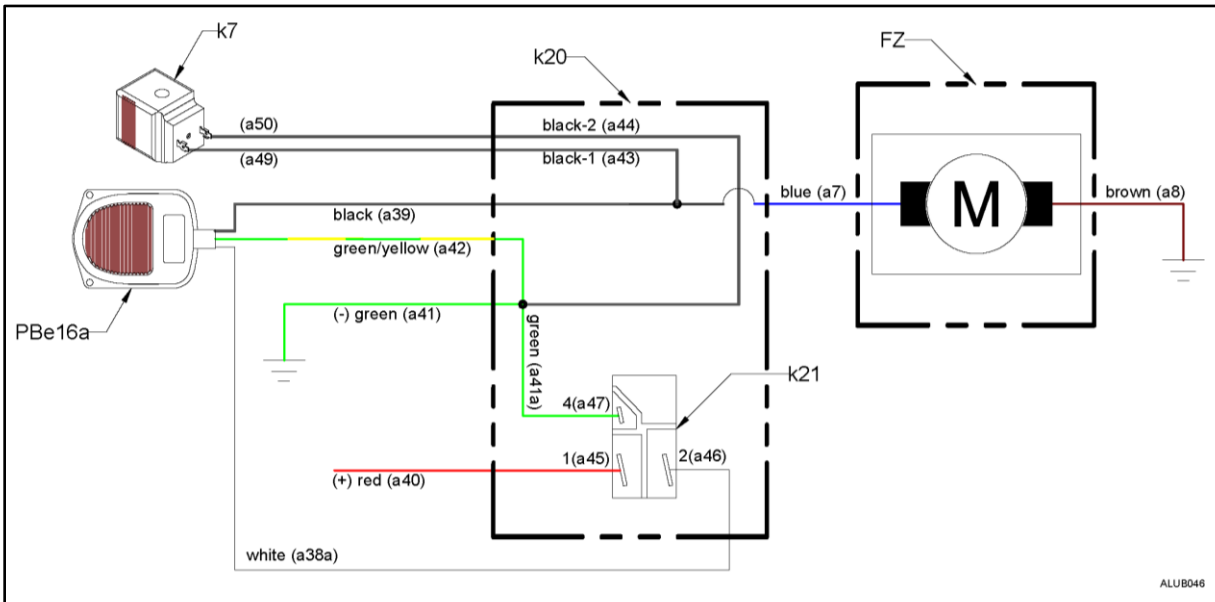 k7
k20
FZ
(a50)
black-2 (a44)
(a49)
black-1 (a43)
M
blue (a7)
brown (a8)
black (a39)
green/yellow (a42)
(-) green (a41)
PBe16a
green (a41a)
k21
4(a47)
1(a45)
2(a46)
(+) red (a40)
white (a38a)
ALUB046